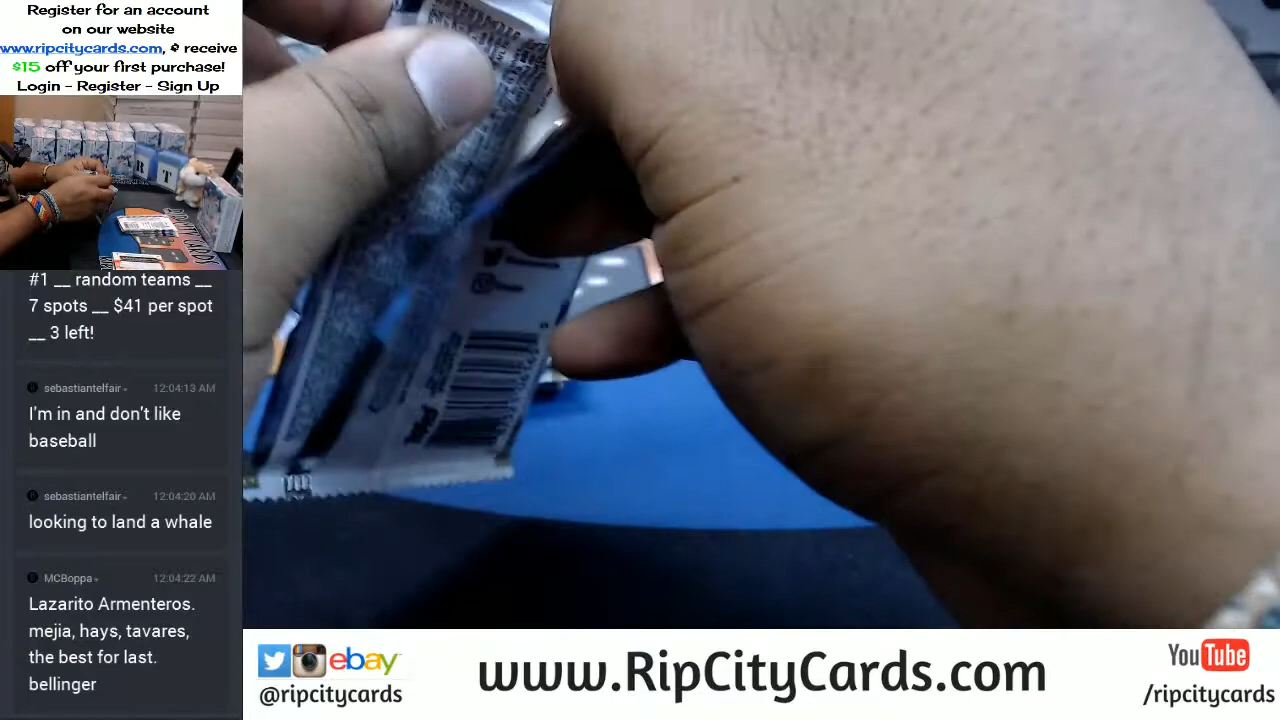 Register for an account
on our website
www.ripcitycards.com, & receive
$15 off your first purchase!
Login - Register - Sign Up
R T
#1 __ random teams __
7 spots __ $41 per spot
__ 3 left!
sebastiantelfair 12:04:13 AM
I'm in and don't like
baseball
sebastiantelfair 12:04:20 AM
looking to land a whale
MCBoppa 12:04:22 AM
Lazarito Armenteros.
mejia, hays, tavares,
the best for last.
bellinger
ebay
@ripcitycards
www.RipCityCards.com
YouTube
/ripcitycards